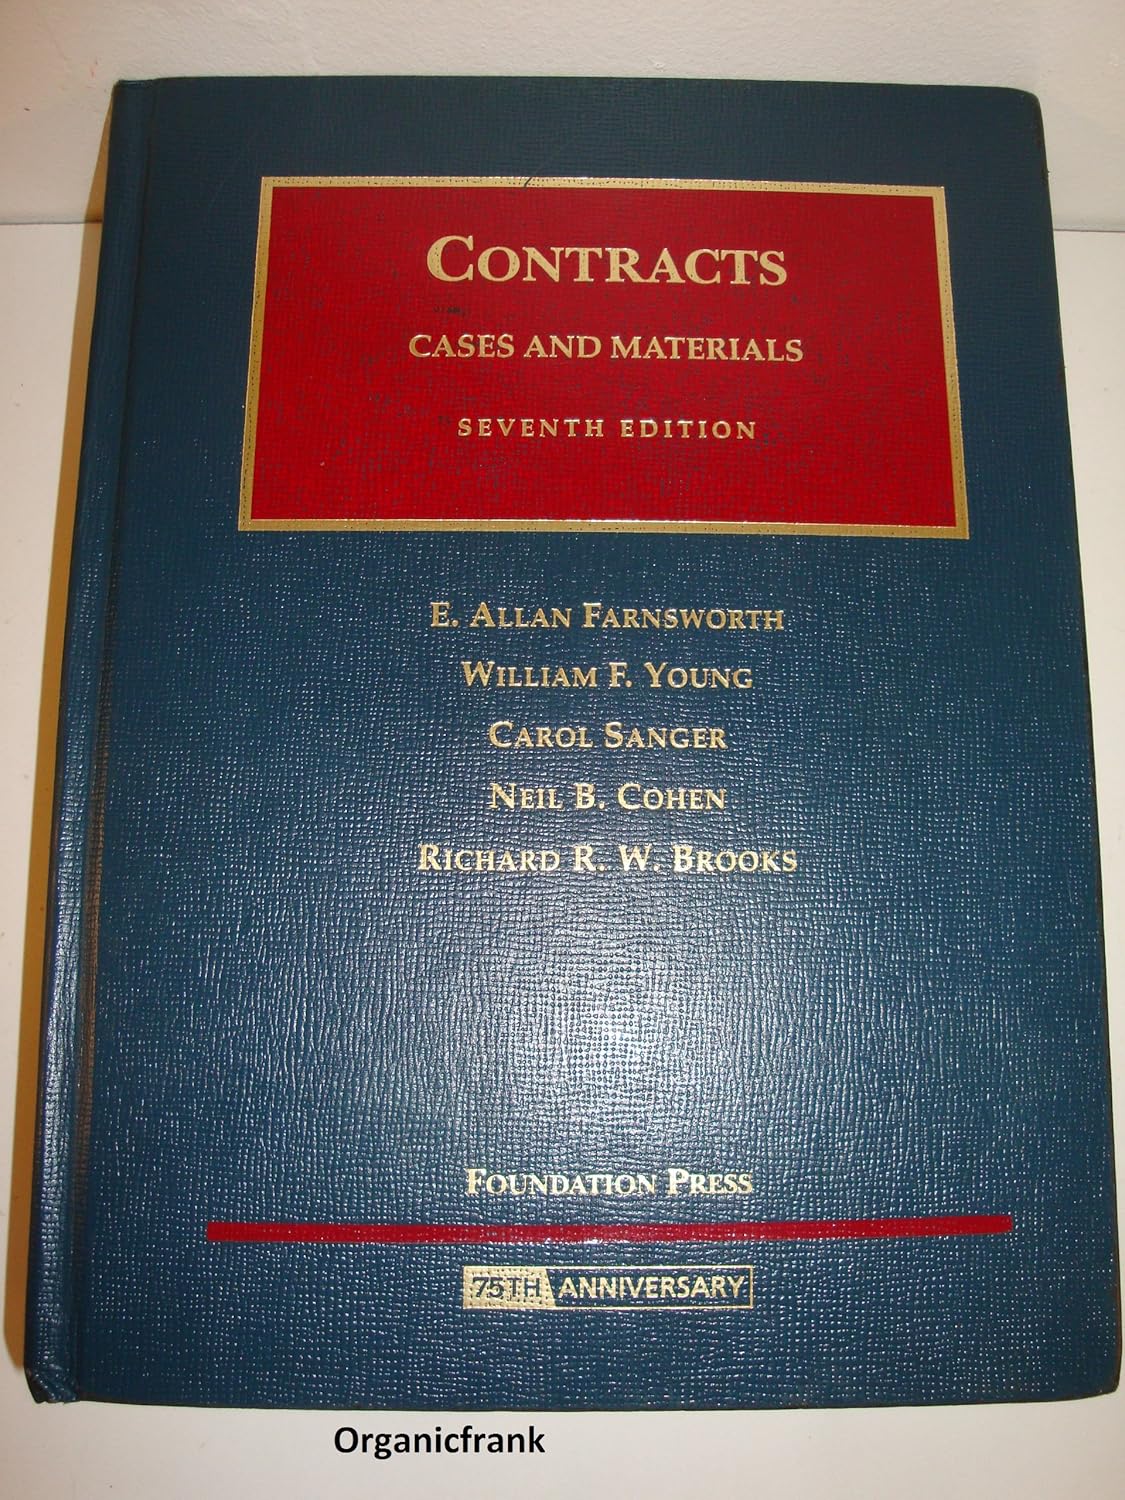 CONTRACTS
CASES AND MATERIALS
SEVENTH EDITION
E. ALLAN FARNSWORTH
WILLIAM F. YOUNG
CAROL SANGER
NEIL B. COHEN
RICHARD R. W. BROOKS
FOUNDATION PRESS
75TH ANNIVERSARY
Organicfrank